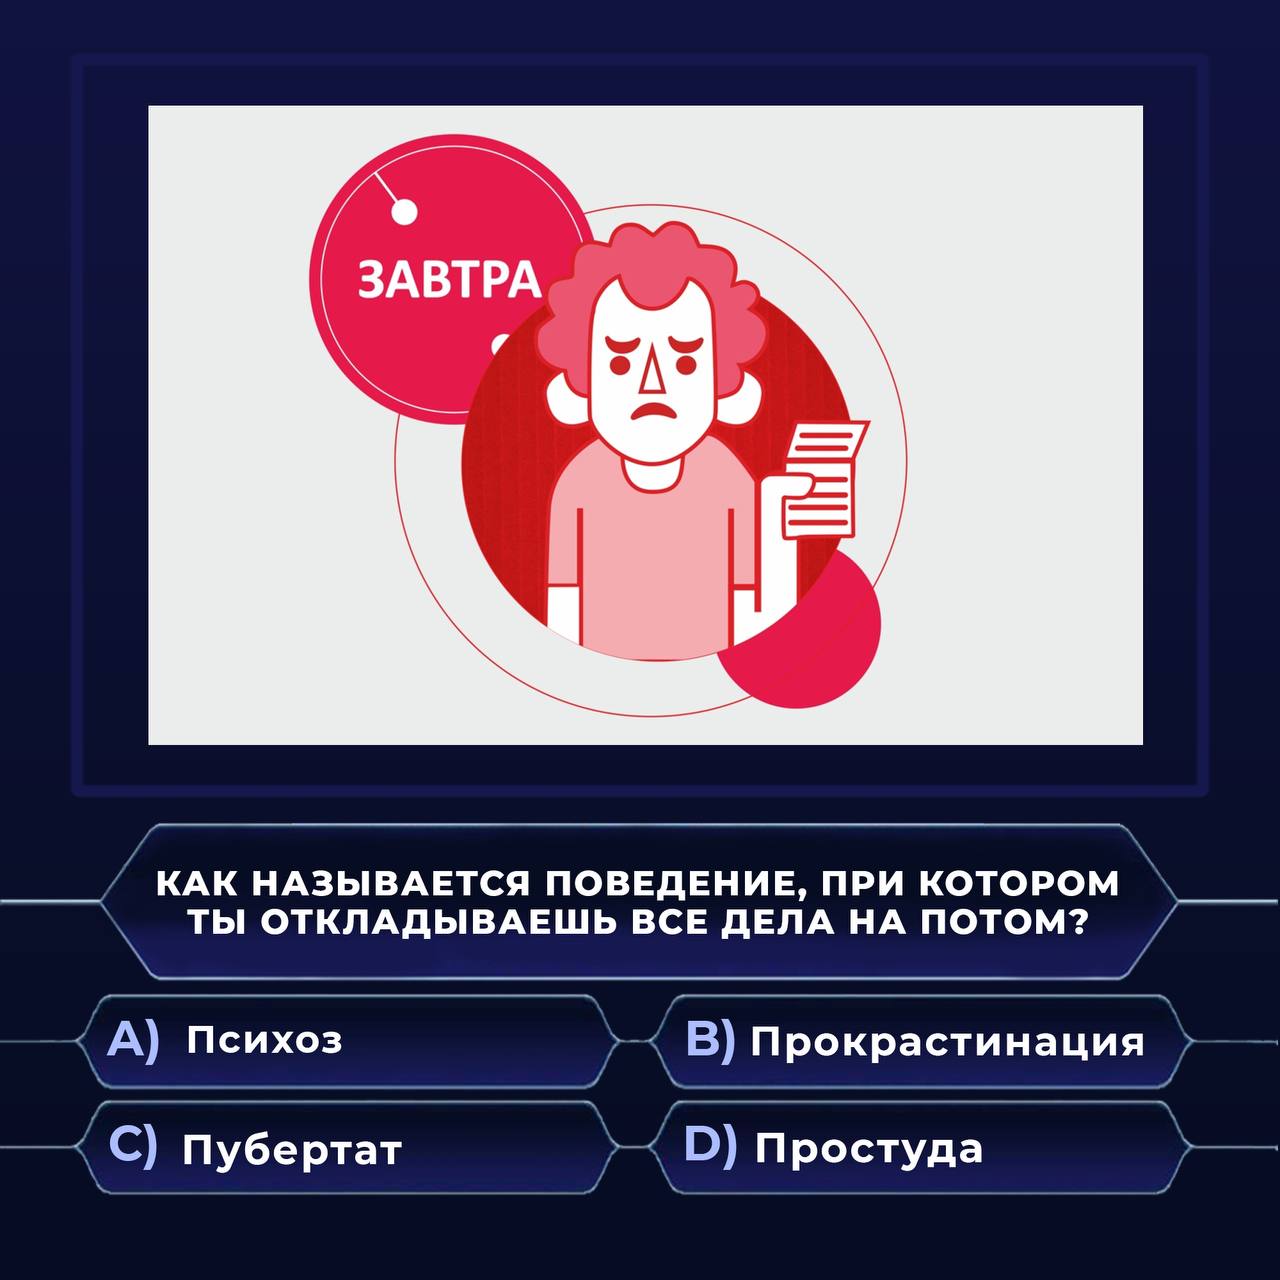 ЗАВТРА
КАК НАЗЫВАЕТСЯ ПОВЕДЕНИЕ, ПРИ КОТОРОМ
ТЫ ОТКЛАДЫВАЕШЬ ВСЕ ДЕЛА НА ПОТОМ?
A) Психоз
B) Прокрастинация
C) Пубертат
D) Простуда